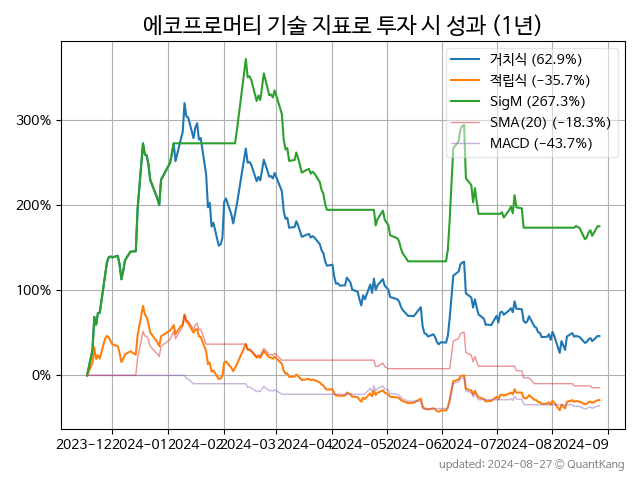 에코프로머티 기술 지표로 투자 시 성과 (1년)
거치식 (62.9%)
적립식 (−35.7%)
SigM (267.3%)
SMA(20) (−18.3%)
MACD (−43.7%)
300%
200%
100%
0%
2023-12 2024-01 2024-02 2024-03 2024-04 2024-05 2024-06 2024-07 2024-08 2024-09
updated: 2024-08-27 © QuantKang